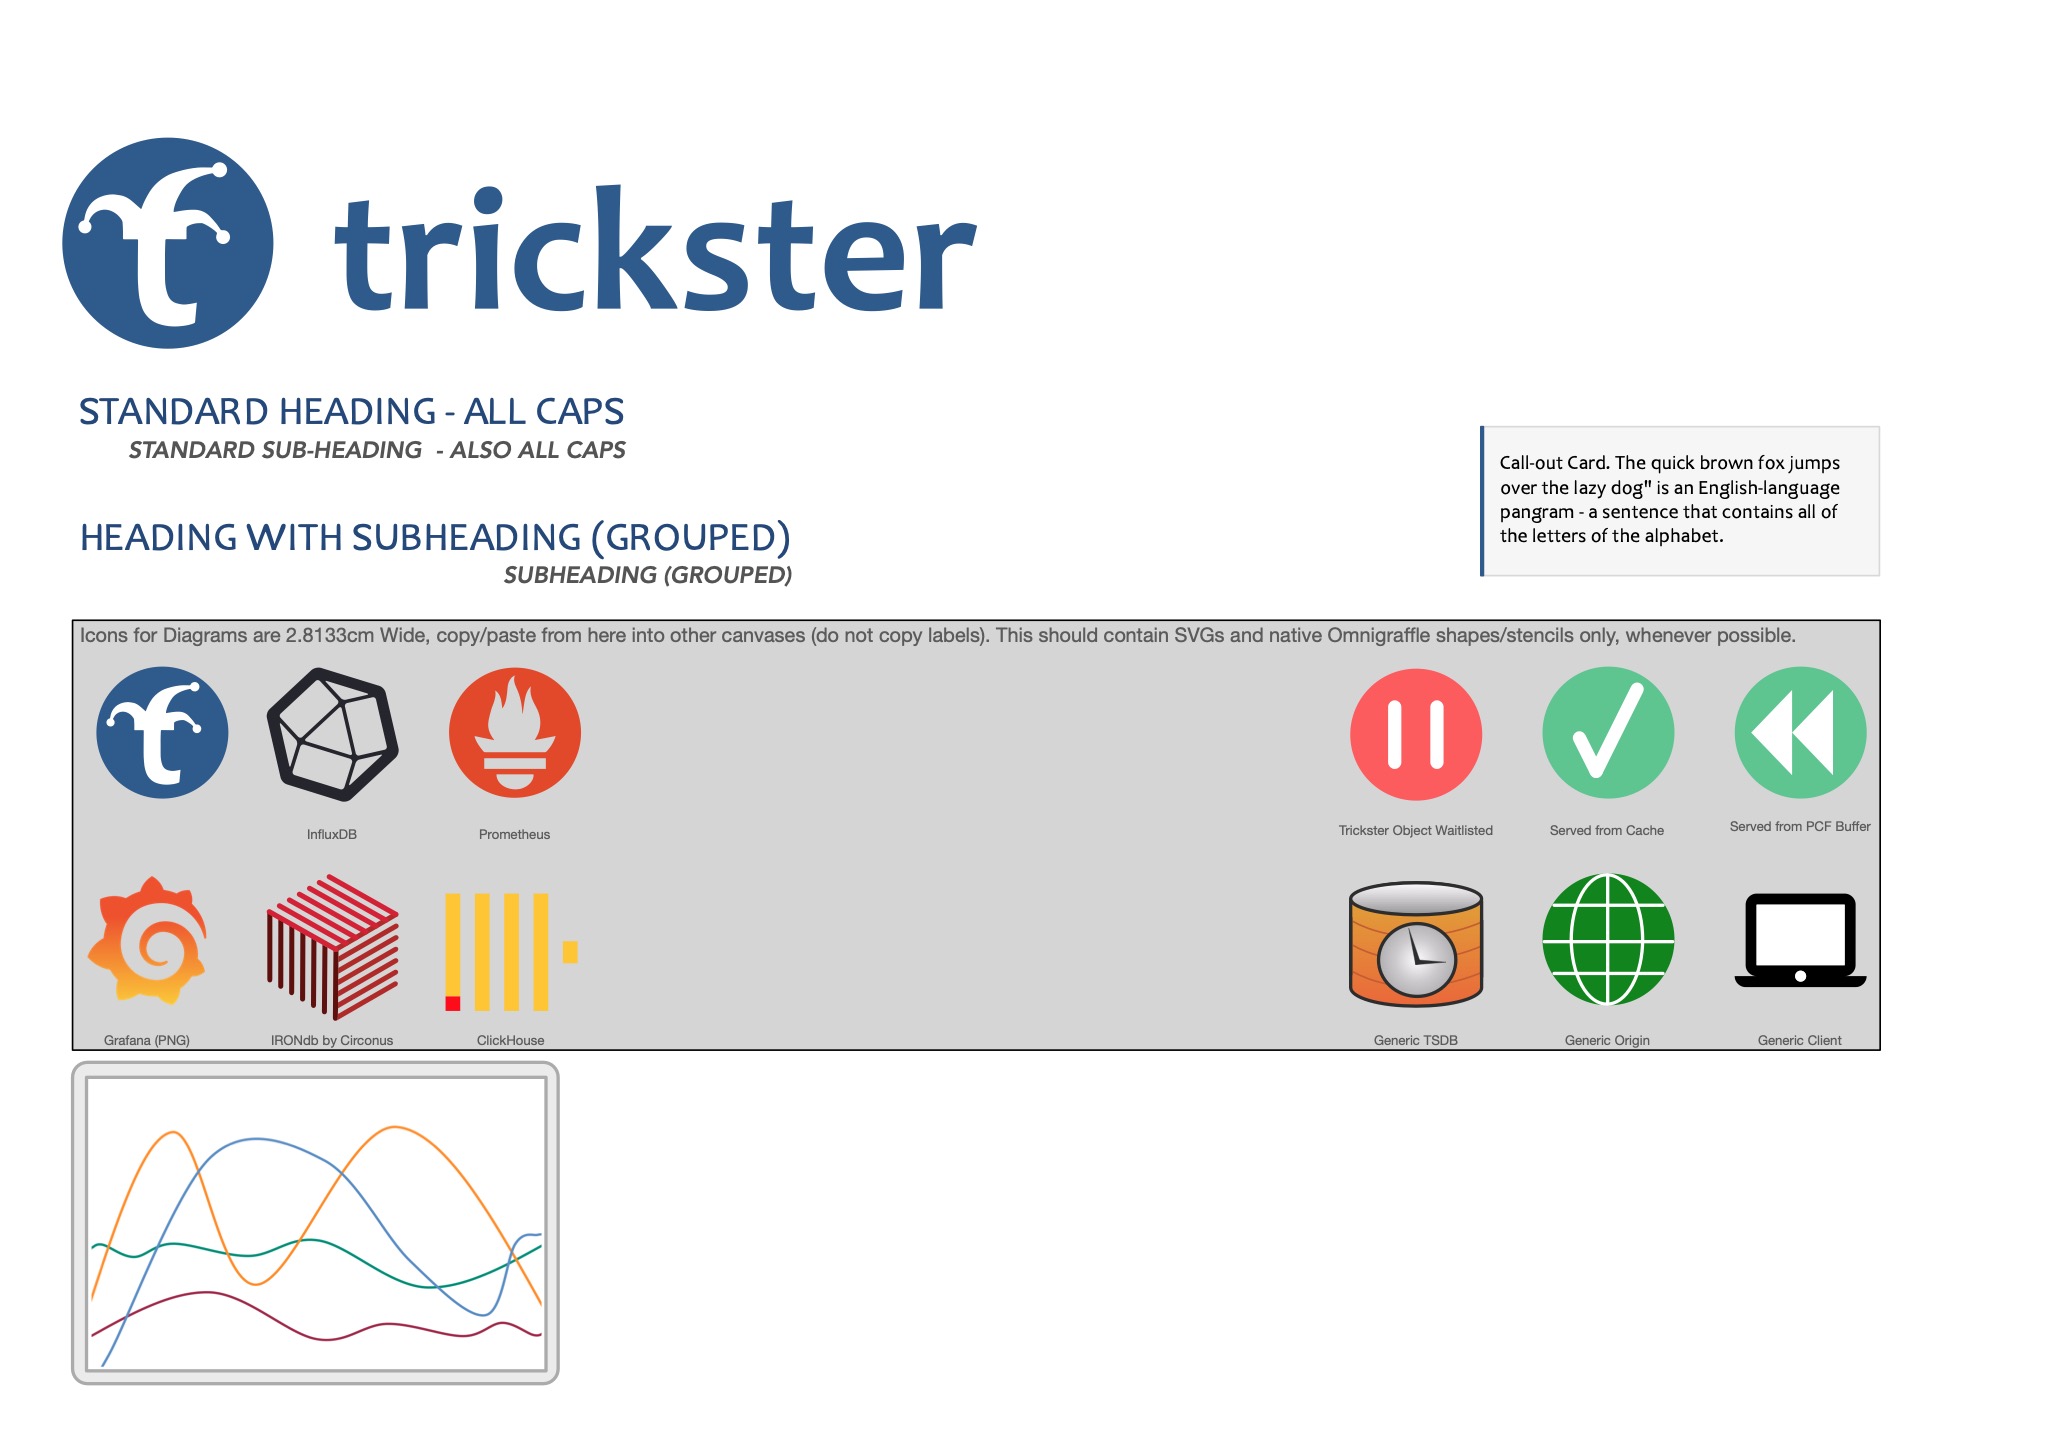 trickster
STANDARD HEADING - ALL CAPS
STANDARD SUB-HEADING  - ALSO ALL CAPS
Call-out Card. The quick brown fox jumps
over the lazy dog" is an English-language
pangram - a sentence that contains all of
the letters of the alphabet.
HEADING WITH SUBHEADING (GROUPED)
SUBHEADING (GROUPED)
Icons for Diagrams are 2.8133cm Wide, copy/paste from here into other canvases (do not copy labels). This should contain SVGs and native Omnigraffle shapes/stencils only, whenever possible.
InfluxDB
Prometheus
Trickster Object Waitlisted
Served from Cache
Served from PCF Buffer
Grafana (PNG)
IRONdb by Circonus
ClickHouse
Generic TSDB
Generic Origin
Generic Client